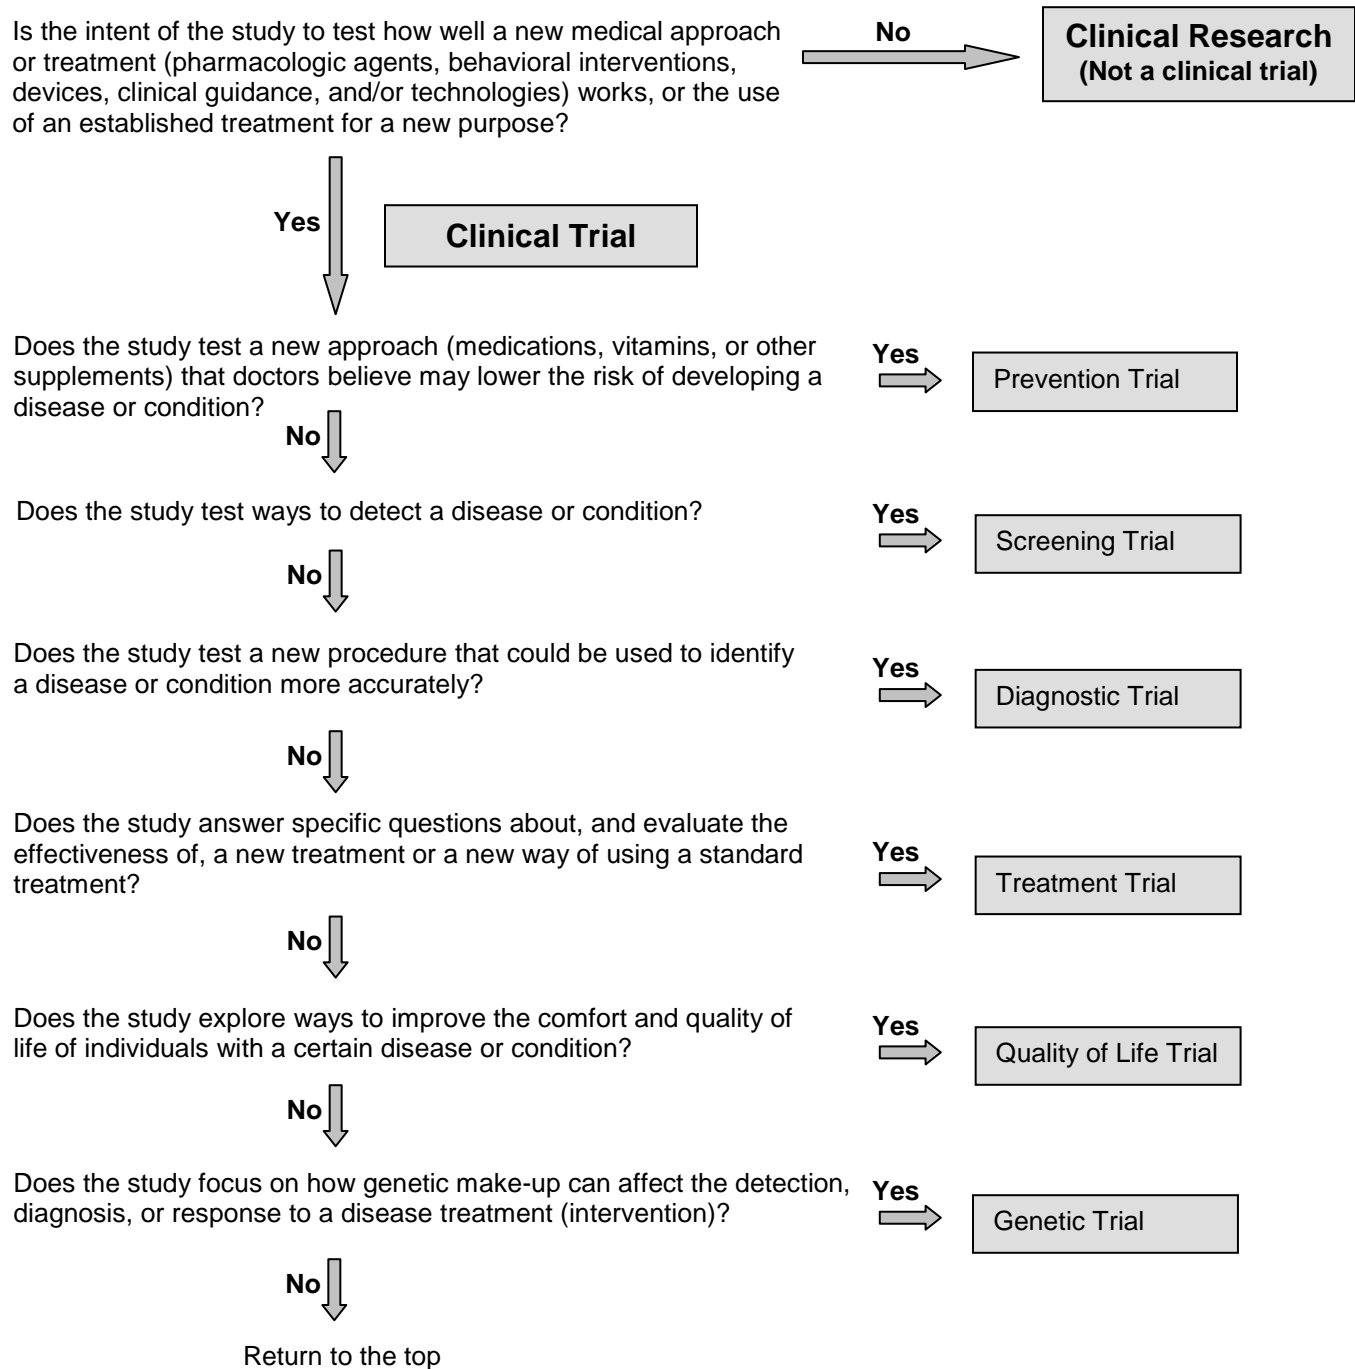 Is the intent of the study to test how well a new medical approach
or treatment (pharmacologic agents, behavioral interventions,
devices, clinical guidance, and/or technologies) works, or the use
of an established treatment for a new purpose?
No
Clinical Research
(Not a clinical trial)
Yes
Clinical Trial
Does the study test a new approach (medications, vitamins, or other
supplements) that doctors believe may lower the risk of developing a
disease or condition?
Yes
Prevention Trial
No
Does the study test ways to detect a disease or condition?
Yes
Screening Trial
No
Does the study test a new procedure that could be used to identify
a disease or condition more accurately?
Yes
Diagnostic Trial
No
Does the study answer specific questions about, and evaluate the
effectiveness of, a new treatment or a new way of using a standard
treatment?
Yes
Treatment Trial
No
Does the study explore ways to improve the comfort and quality of
life of individuals with a certain disease or condition?
Yes
Quality of Life Trial
No
Does the study focus on how genetic make-up can affect the detection,
diagnosis, or response to a disease treatment (intervention)?
Yes
Genetic Trial
No
Return to the top